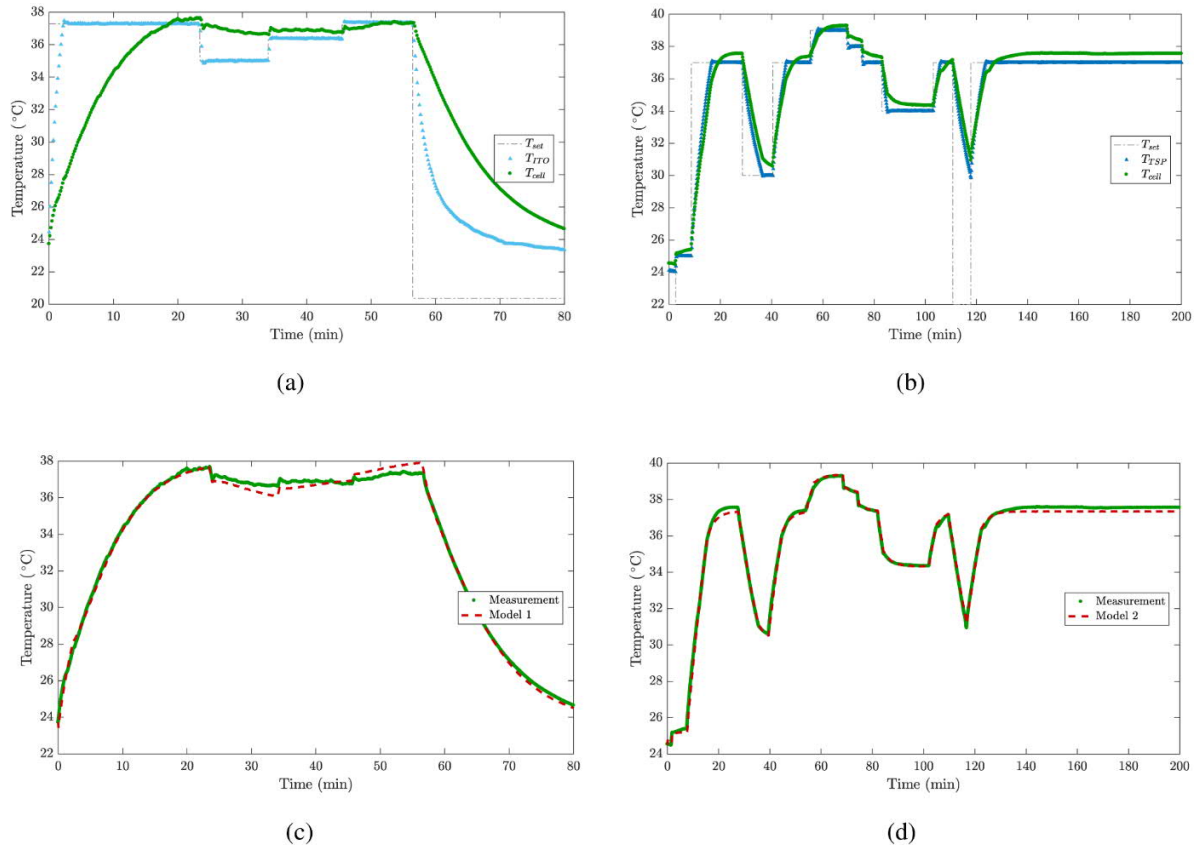 38
36
34
32
30
28
26
24
22
20
Temperature (°C)
T_set
T_ITO
T_cell
0 10 20 30 40 50 60 70 80
Time (min)
(a)
40
38
36
34
32
30
28
26
24
22
Temperature (°C)
T_set
T_TSP
T_cell
0 20 40 60 80 100 120 140 160 180 200
Time (min)
(b)
38
36
34
32
30
28
26
24
22
Temperature (°C)
Measurement
Model 1
0 10 20 30 40 50 60 70 80
Time (min)
(c)
40
38
36
34
32
30
28
26
24
Temperature (°C)
Measurement
Model 2
0 20 40 60 80 100 120 140 160 180 200
Time (min)
(d)